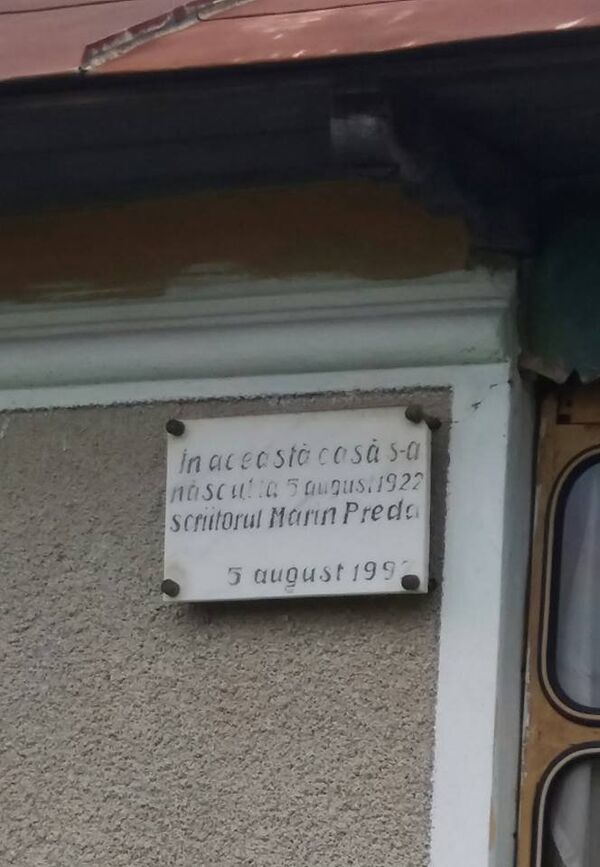 În această casă s-a
născut la 5 august 1922
scriitorul Marin Preda
5 august